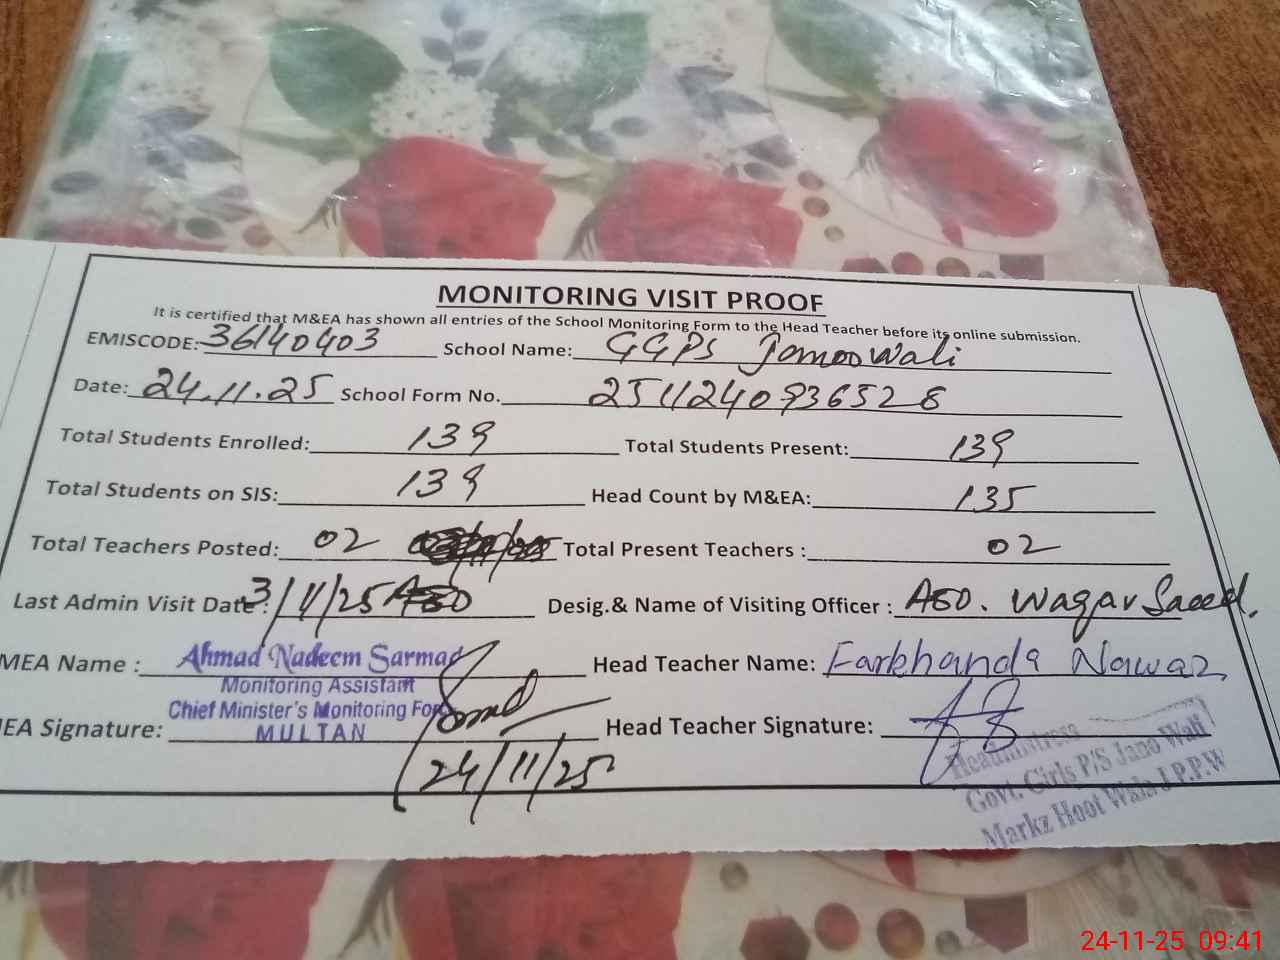 MONITORING VISIT PROOF
It is certified that M&EA has shown all entries of the School Monitoring Form to the Head Teacher before its online submission.
EMISCODE: 36140403 School Name: GGPS Jamoo Wali
Date: 24.11.25 School Form No. 2511240936528
Total Students Enrolled: 139 Total Students Present: 139
Total Students on SIS: 139 Head Count by M&EA: 135
Total Teachers Posted: 02 Total Present Teachers : 02
Last Admin Visit Date: 3/11/25 Desig.& Name of Visiting Officer : AEO. Waqar Saeed.
MEA Name : Ahmad Nadeem Sarmad Head Teacher Name: Farkhanda Nawaz
Monitoring Assistant
Chief Minister's Monitoring For
EA Signature: MULTAN Head Teacher Signature:
24/11/25
Headmistress
Govt. Girls P/S Jano Wali
Markz Hoot Wala J.P.P.W
24-11-25 09:41